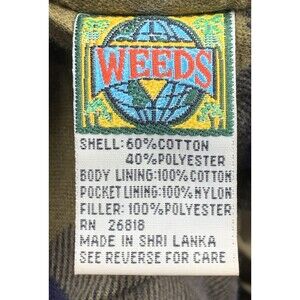 WEEDS
SHELL: 60% COTTON
40% POLYESTER
BODY LINING: 100% COTTON
POCKET LINING: 100% NYLON
FILLER: 100% POLYESTER
RN 26818
MADE IN SHRI LANKA
SEE REVERSE FOR CARE